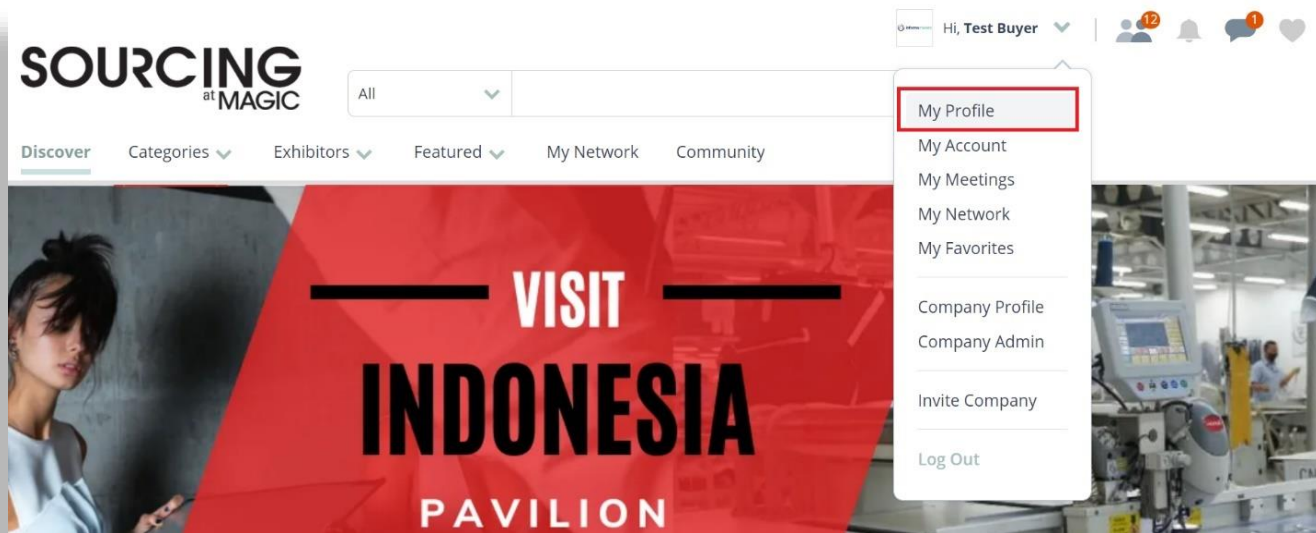 Hi, Test Buyer
12
1
SOURCING
at MAGIC
All
My Profile
My Account
My Meetings
My Network
My Favorites
Company Profile
Company Admin
Invite Company
Log Out
Discover
Categories
Exhibitors
Featured
My Network
Community
VISIT
INDONESIA
PAVILION